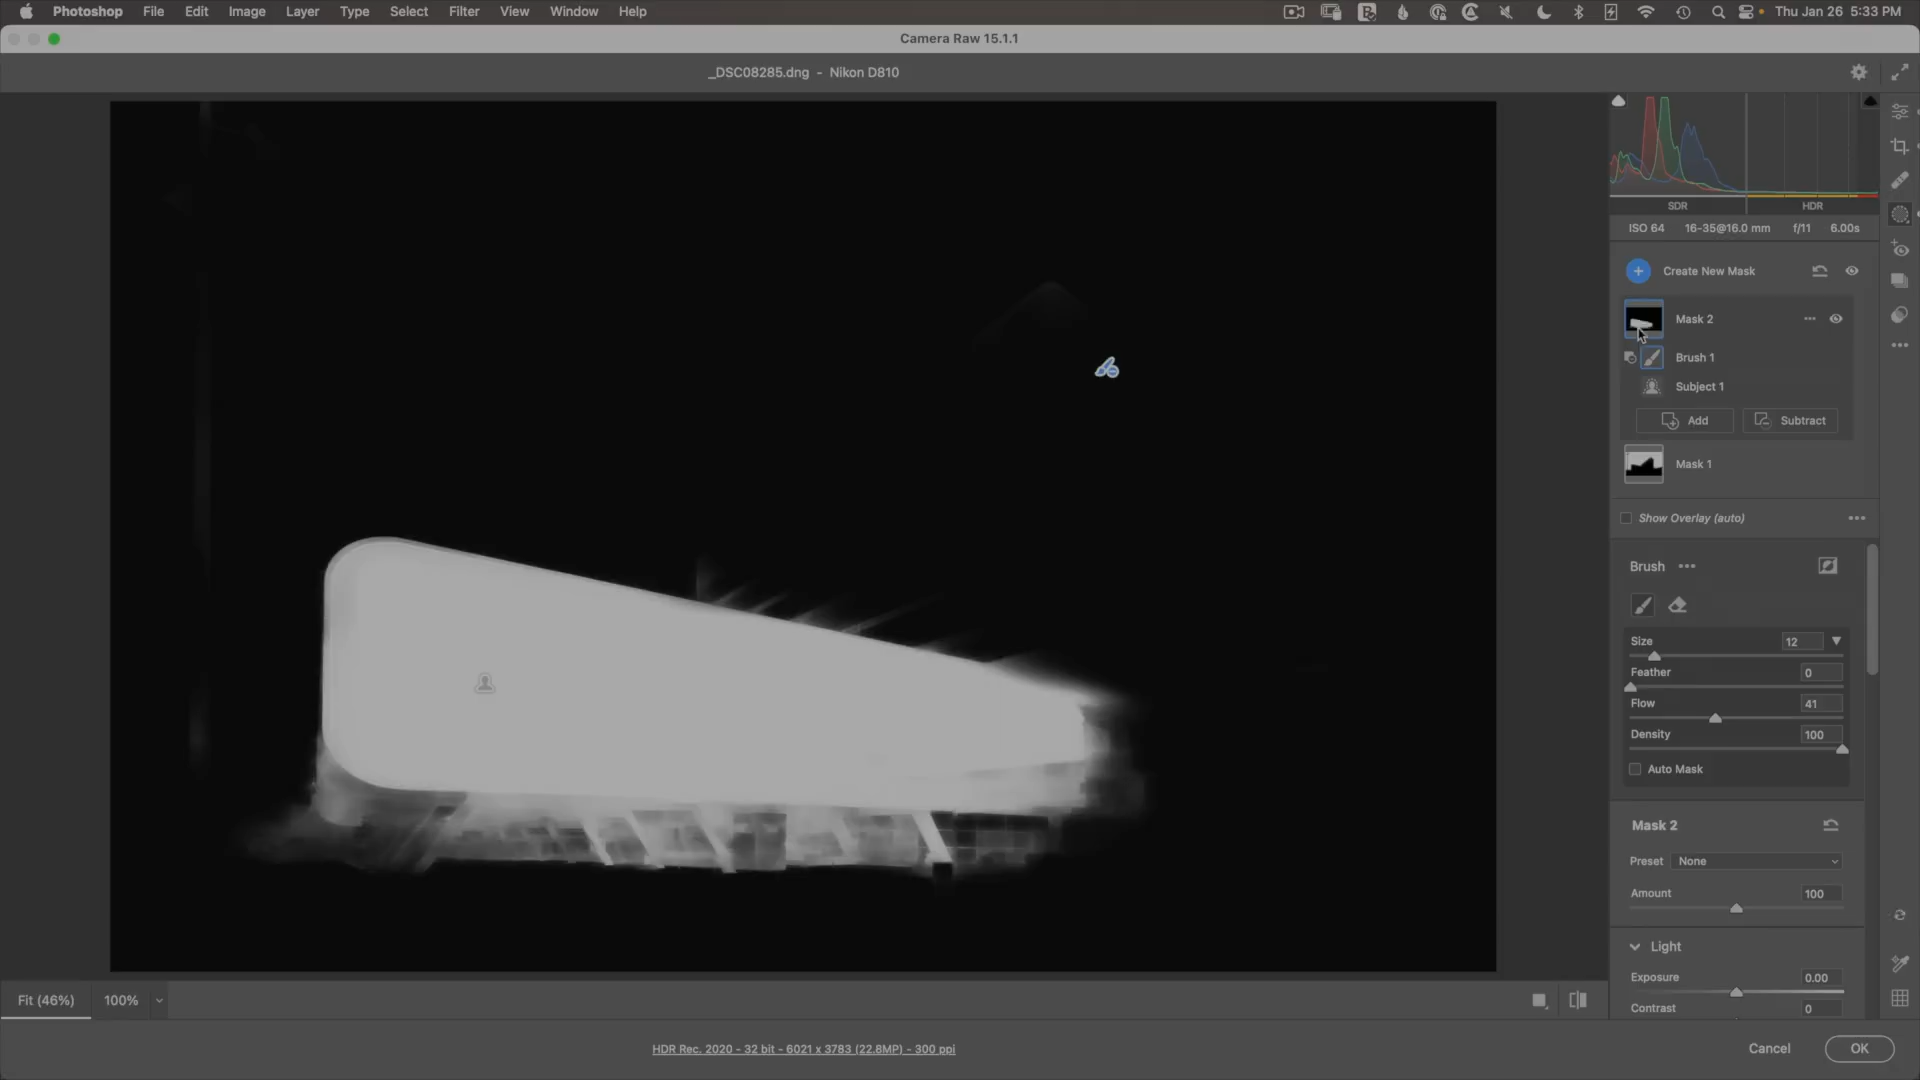 Photoshop File Edit Image Layer Type Select Filter View Window Help Thu Jan 26 5:33 PM
Camera Raw 15.1.1
_DSC08285.dng - Nikon D810
SDR HDR
ISO 64 16-35@16.0 mm f/11 6.00s
Create New Mask
Mask 2
Brush 1
Subject 1
Add Subtract
Mask 1
Show Overlay (auto)
Brush
Size 12
Feather 0
Flow 41
Density 100
Auto Mask
Mask 2
Preset None
Amount 100
Light
Exposure 0.00
Contrast 0
Fit (46%) 100%
HDR Rec. 2020 - 32 bit - 6021 x 3783 (22.8MP) - 300 ppi
Cancel OK